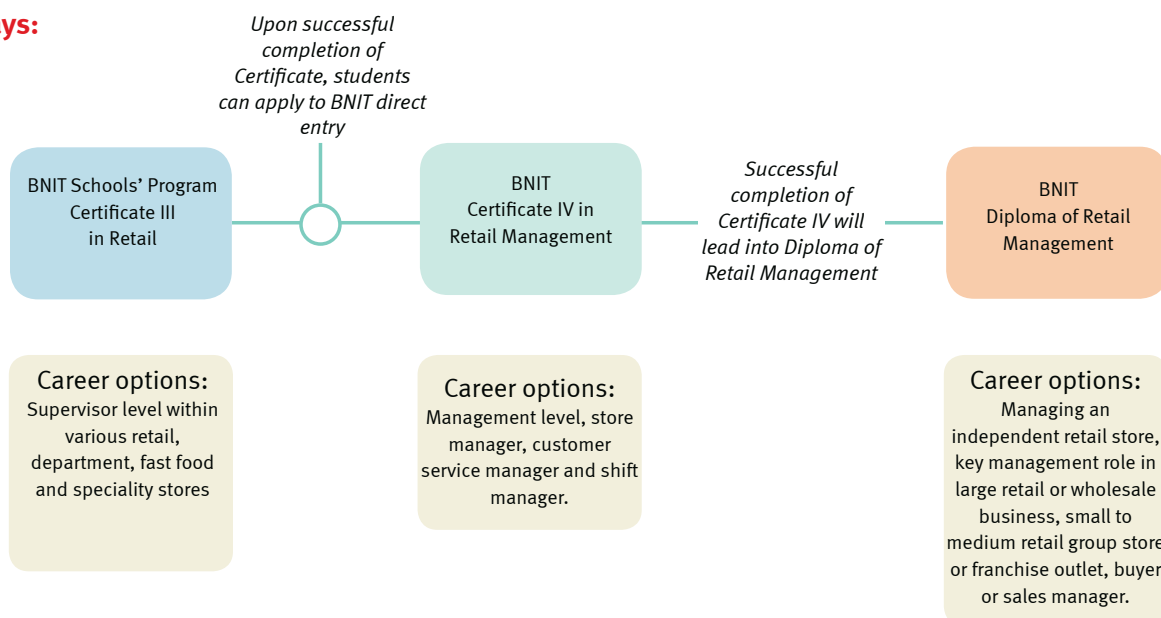 ys:
Upon successful
completion of
Certificate, students
can apply to BNIT direct
entry
BNIT Schools’ Program
Certificate III
in Retail
BNIT
Certificate IV in
Retail Management
Successful
completion of
Certificate IV will
lead into Diploma of
Retail Management
BNIT
Diploma of Retail
Management
Career options:
Supervisor level within
various retail,
department, fast food
and speciality stores
Career options:
Management level, store
manager, customer
service manager and shift
manager.
Career options:
Managing an
independent retail store,
key management role in
large retail or wholesale
business, small to
medium retail group store
or franchise outlet, buyer
or sales manager.